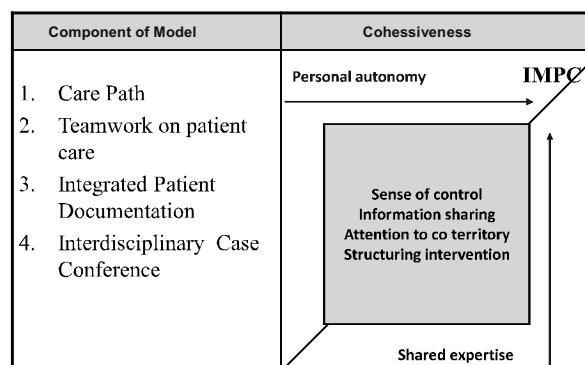 Component of Model
Cohessiveness
1. Care Path
2. Teamwork on patient
care
3. Integrated Patient
Documentation
4. Interdisciplinary Case
Conference
Personal autonomy
IMPC
Sense of control
Information sharing
Attention to co territory
Structuring intervention
Shared expertise